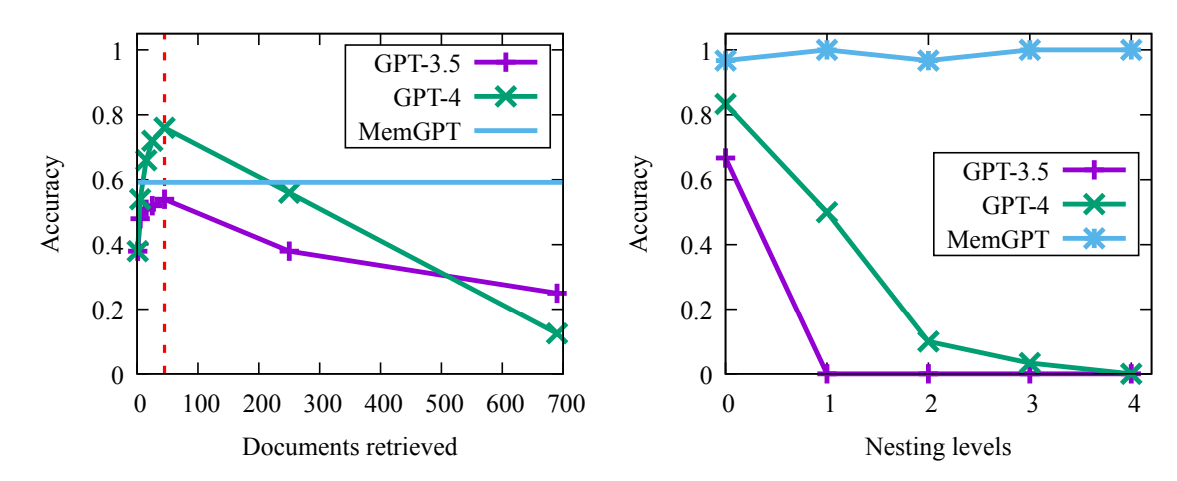 Accuracy
1
0.8
0.6
0.4
0.2
0
0 100 200 300 400 500 600 700
Documents retrieved
GPT-3.5
GPT-4
MemGPT
Accuracy
1
0.8
0.6
0.4
0.2
0
0 1 2 3 4
Nesting levels
GPT-3.5
GPT-4
MemGPT